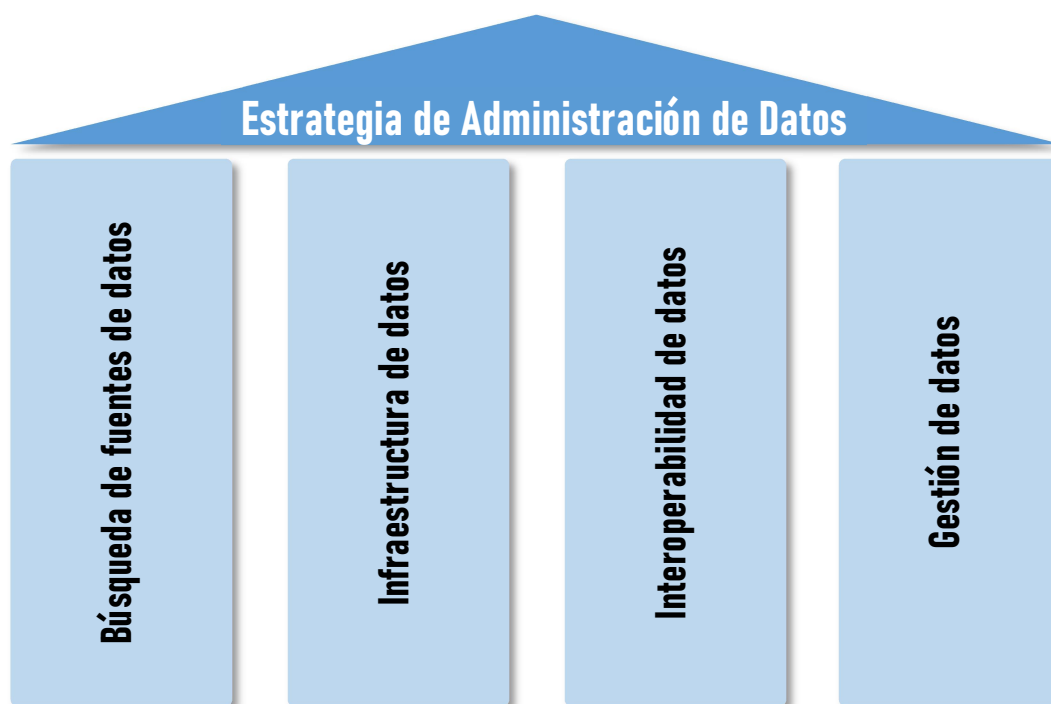 Estrategia de Administración de Datos
Búsqueda de fuentes de datos
Infraestructura de datos
Interoperabilidad de datos
Gestión de datos